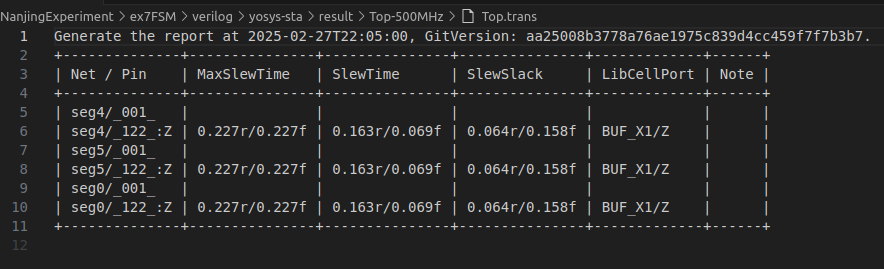 NanjingExperiment > ex7FSM > verilog > yosys-sta > result > Top-500MHz > Top.trans
1 Generate the report at 2025-02-27T22:05:00, GitVersion: aa25008b3778a76ae1975c839d4cc459f7f7b3b7.
2 +--------------+---------------+---------------+---------------+-------------+------+
3 | Net / Pin    | MaxSlewTime   | SlewTime      | SlewSlack     | LibCellPort | Note |
4 +--------------+---------------+---------------+---------------+-------------+------+
5 | seg4/_001_   |               |               |               |             |      |
6 | seg4/_122_:Z | 0.227r/0.227f | 0.163r/0.069f | 0.064r/0.158f | BUF_X1/Z    |      |
7 | seg5/_001_   |               |               |               |             |      |
8 | seg5/_122_:Z | 0.227r/0.227f | 0.163r/0.069f | 0.064r/0.158f | BUF_X1/Z    |      |
9 | seg0/_001_   |               |               |               |             |      |
10 | seg0/_122_:Z | 0.227r/0.227f | 0.163r/0.069f | 0.064r/0.158f | BUF_X1/Z    |      |
11 +--------------+---------------+---------------+---------------+-------------+------+
12